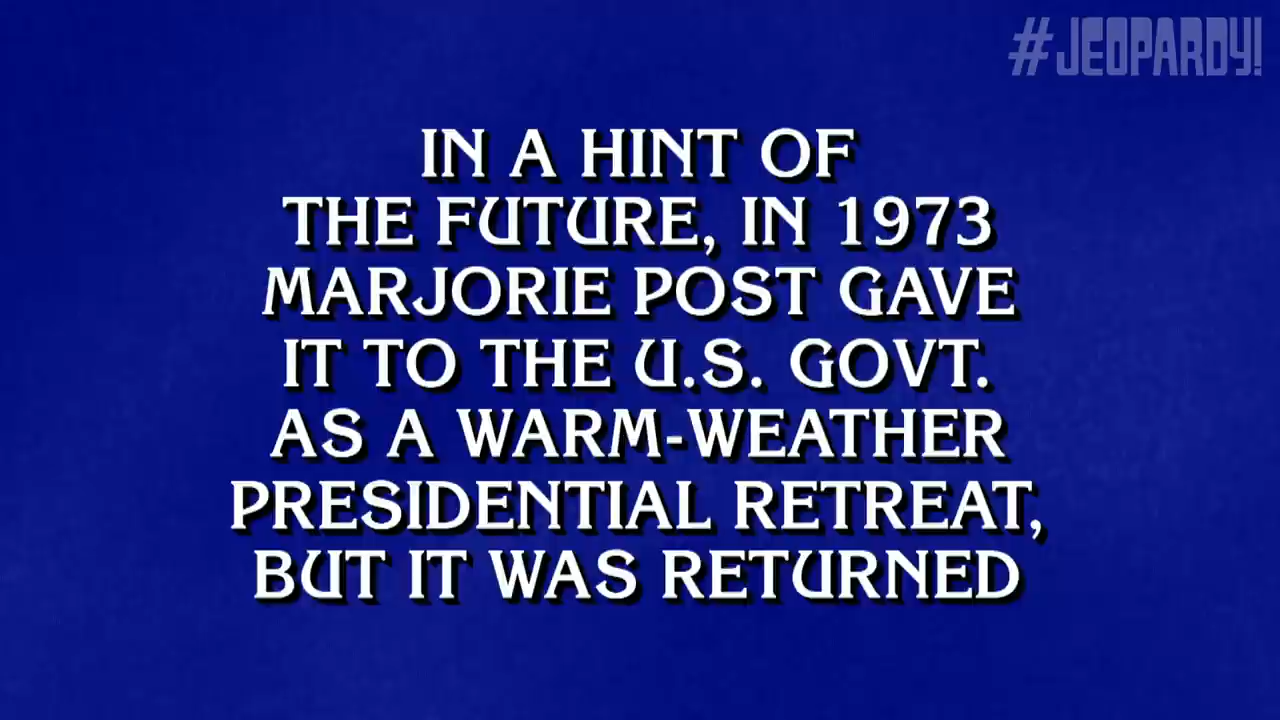 #JEOPARDY!
IN A HINT OF
THE FUTURE, IN 1973
MARJORIE POST GAVE
IT TO THE U.S. GOVT.
AS A WARM-WEATHER
PRESIDENTIAL RETREAT,
BUT IT WAS RETURNED